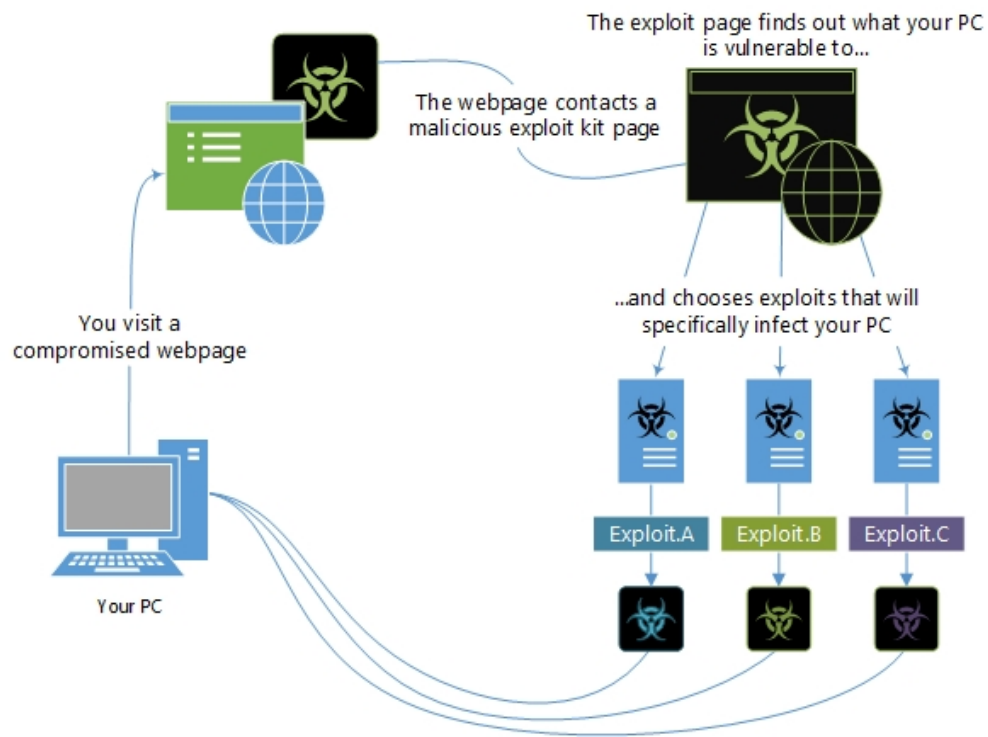 The exploit page finds out what your PC
is vulnerable to...
The webpage contacts a
malicious exploit kit page
...and chooses exploits that will
specifically infect your PC
You visit a
compromised webpage
Exploit.A
Exploit.B
Exploit.C
Your PC